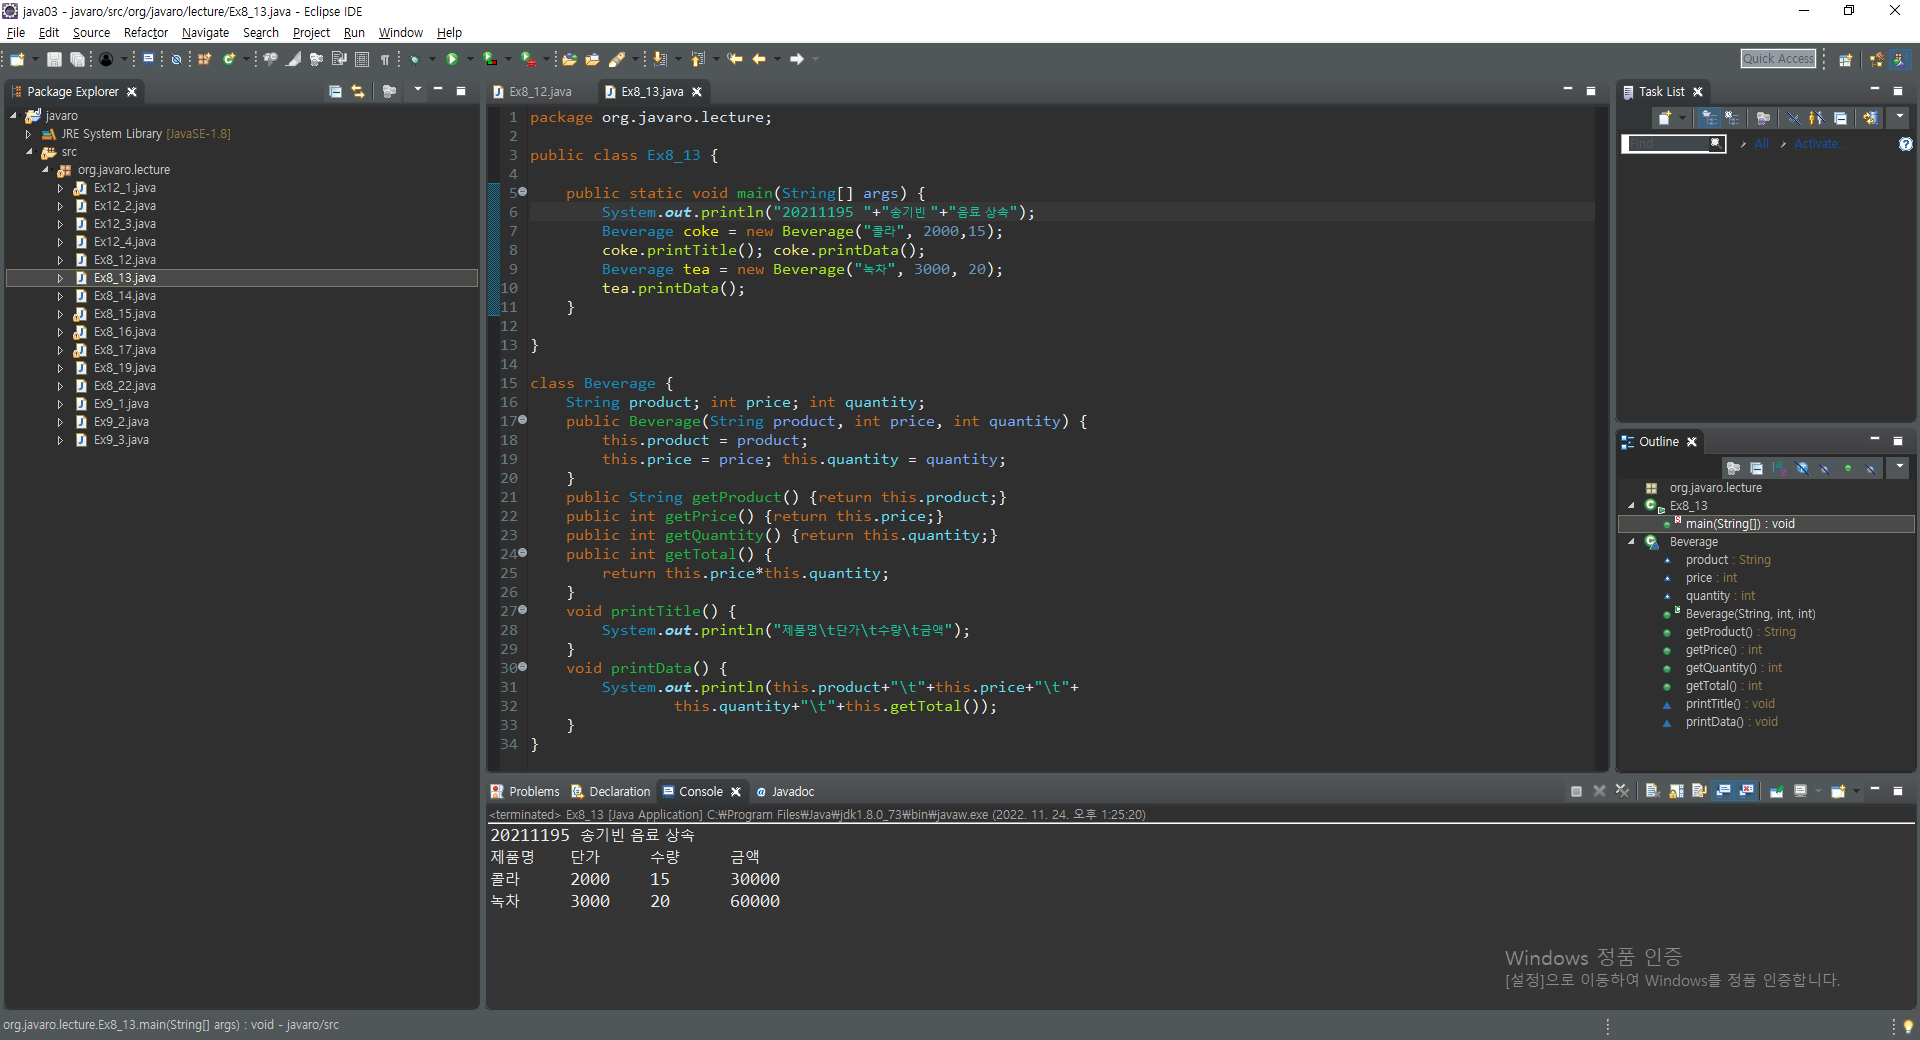 java03 - javaro/src/org/javaro/lecture/Ex8_13.java - Eclipse IDE
File Edit Source Refactor Navigate Search Project Run Window Help
Quick Access
Package Explorer
javaro
JRE System Library [JavaSE-1.8]
src
org.javaro.lecture
Ex12_1.java
Ex12_2.java
Ex12_3.java
Ex12_4.java
Ex8_12.java
Ex8_13.java
Ex8_14.java
Ex8_15.java
Ex8_16.java
Ex8_17.java
Ex8_19.java
Ex8_22.java
Ex9_1.java
Ex9_2.java
Ex9_3.java
Ex8_12.java Ex8_13.java
1 package org.javaro.lecture;
2
3 public class Ex8_13 {
4
5 public static void main(String[] args) {
6 System.out.println("20211195 "+"송기빈 "+"음료 상속");
7 Beverage coke = new Beverage("콜라", 2000,15);
8 coke.printTitle(); coke.printData();
9 Beverage tea = new Beverage("녹차", 3000, 20);
10 tea.printData();
11 }
12
13 }
14
15 class Beverage {
16 String product; int price; int quantity;
17 public Beverage(String product, int price, int quantity) {
18 this.product = product;
19 this.price = price; this.quantity = quantity;
20 }
21 public String getProduct() {return this.product;}
22 public int getPrice() {return this.price;}
23 public int getQuantity() {return this.quantity;}
24 public int getTotal() {
25 return this.price*this.quantity;
26 }
27 void printTitle() {
28 System.out.println("제품명\t단가\t수량\t금액");
29 }
30 void printData() {
31 System.out.println(this.product+"\t"+this.price+"\t"+
32 this.quantity+"\t"+this.getTotal());
33 }
34 }
Task List
Find All Activate...
Outline
org.javaro.lecture
Ex8_13
main(String[]) : void
Beverage
product : String
price : int
quantity : int
Beverage(String, int, int)
getProduct() : String
getPrice() : int
getQuantity() : int
getTotal() : int
printTitle() : void
printData() : void
Problems Declaration Console Javadoc
<terminated> Ex8_13 [Java Application] C:₩Program Files₩Java₩jdk1.8.0_73₩bin₩javaw.exe (2022. 11. 24. 오후 1:25:20)
20211195 송기빈 음료 상속
제품명 단가 수량 금액
콜라 2000 15 30000
녹차 3000 20 60000
Windows 정품 인증
[설정]으로 이동하여 Windows를 정품 인증합니다.
org.javaro.lecture.Ex8_13.main(String[] args) : void - javaro/src